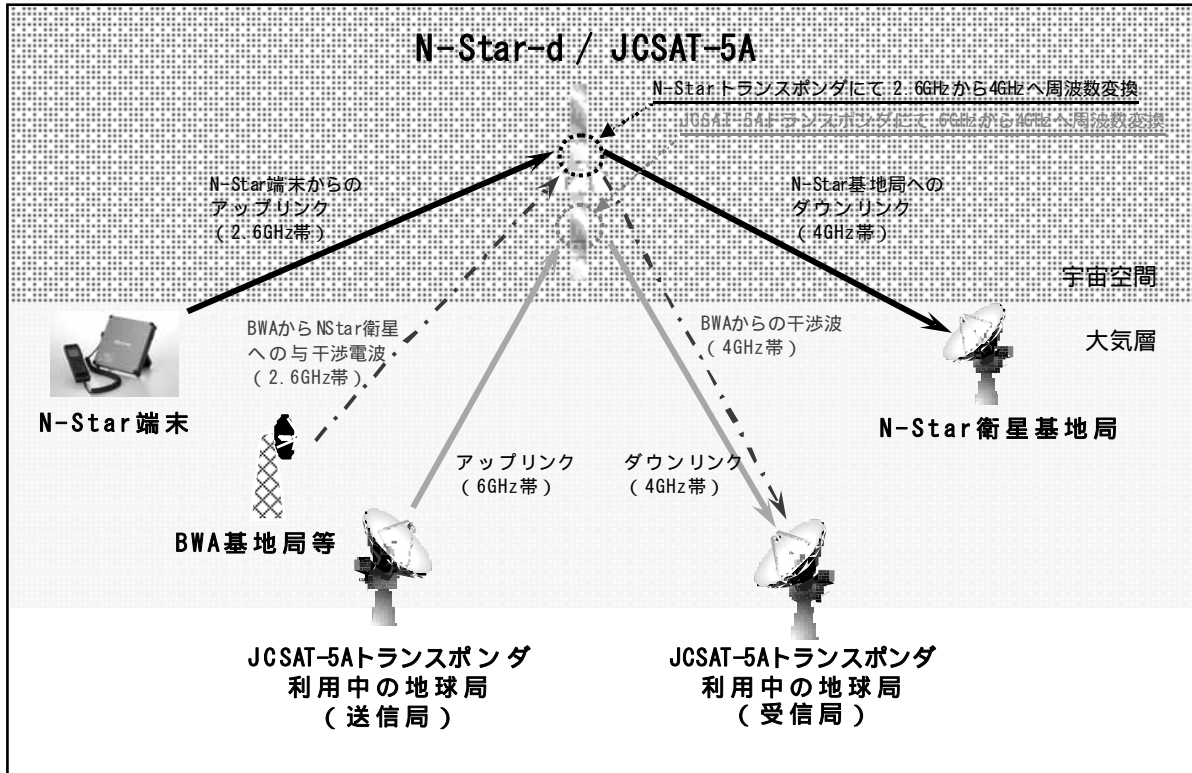 N-Star-d / JCSAT-5A
N-Starトランスポンダにて 2.6GHzから4GHzへ周波数変換
JCSAT-5Aトランスポンダにて 6GHzから4GHzへ周波数変換
N-Star端末からの
アップリンク
(2.6GHz帯)
N-Star基地局への
ダウンリンク
(4GHz帯)
宇宙空間
大気層
BWAからNStar衛星
への与干渉電波
(2.6GHz帯)
BWAからの干渉波
(4GHz帯)
N-Star端末
N-Star衛星基地局
アップリンク
(6GHz帯)
ダウンリンク
(4GHz帯)
BWA基地局等
JCSAT-5Aトランスポンダ
利用中の地球局
(送信局)
JCSAT-5Aトランスポンダ
利用中の地球局
(受信局)